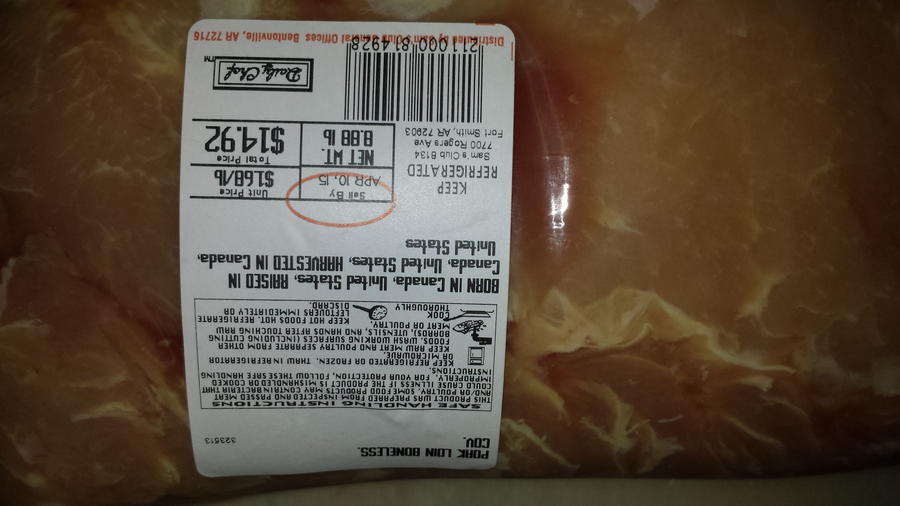 PORK LOIN BONELESS.
COV.
323513
SAFE HANDLING INSTRUCTIONS
THIS PRODUCT WAS PREPARED FROM INSPECTED AND PASSED MEAT
AND/OR POULTRY. SOME FOOD PRODUCTS MAY CONTAIN BACTERIA THAT
COULD CAUSE ILLNESS IF THE PRODUCT IS MISHANDLED OR COOKED
IMPROPERLY. FOR YOUR PROTECTION, FOLLOW THESE SAFE HANDLING
INSTRUCTIONS.
KEEP REFRIGERATED OR FROZEN. THAW IN REFRIGERATOR
OR MICROWAVE.
KEEP RAW MEAT AND POULTRY SEPARATE FROM OTHER
FOODS. WASH WORKING SURFACES (INCLUDING CUTTING
BOARDS), UTENSILS, AND HANDS AFTER TOUCHING RAW
MEAT OR POULTRY.
COOK
THOROUGHLY
KEEP HOT FOODS HOT. REFRIGERATE
LEFTOVERS IMMEDIATELY OR
DISCARD.
BORN IN Canada, United States, RAISED IN
Canada, United States, HARVESTED IN Canada,
United States
KEEP
REFRIGERATED
Sam's Club 8134
7700 Rogers Ave
Fort Smith, AR 72903
Sell By
APR. 10. 15
Unit Price
$1.68/lb
NET WT.
8.88 lb
Total Price
$14.92
Daily Chef
TM
211000 814928
Distributed by Sam's Club General Offices Bentonville, AR 72716